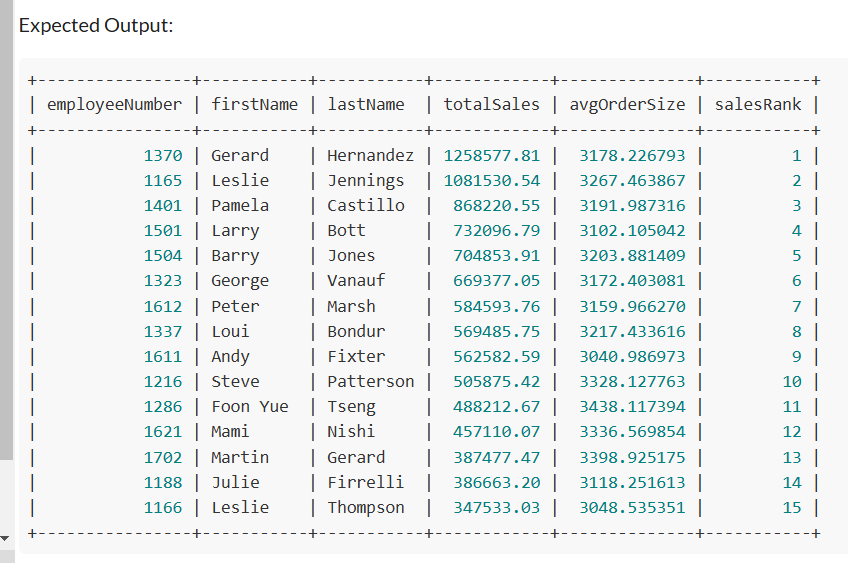 Expected Output:
+----------------+-----------+-----------+------------+--------------+-----------+
| employeeNumber | firstName | lastName  | totalSales | avgOrderSize | salesRank |
+----------------+-----------+-----------+------------+--------------+-----------+
|           1370 | Gerard    | Hernandez | 1258577.81 |  3178.226793 |         1 |
|           1165 | Leslie    | Jennings  | 1081530.54 |  3267.463867 |         2 |
|           1401 | Pamela    | Castillo  |  868220.55 |  3191.987316 |         3 |
|           1501 | Larry     | Bott      |  732096.79 |  3102.105042 |         4 |
|           1504 | Barry     | Jones     |  704853.91 |  3203.881409 |         5 |
|           1323 | George    | Vanauf    |  669377.05 |  3172.403081 |         6 |
|           1612 | Peter     | Marsh     |  584593.76 |  3159.966270 |         7 |
|           1337 | Loui      | Bondur    |  569485.75 |  3217.433616 |         8 |
|           1611 | Andy      | Fixter    |  562582.59 |  3040.986973 |         9 |
|           1216 | Steve     | Patterson |  505875.42 |  3328.127763 |        10 |
|           1286 | Foon Yue  | Tseng     |  488212.67 |  3438.117394 |        11 |
|           1621 | Mami      | Nishi     |  457110.07 |  3336.569854 |        12 |
|           1702 | Martin    | Gerard    |  387477.47 |  3398.925175 |        13 |
|           1188 | Julie     | Firrelli  |  386663.20 |  3118.251613 |        14 |
|           1166 | Leslie    | Thompson  |  347533.03 |  3048.535351 |        15 |
+----------------+-----------+-----------+------------+--------------+-----------+